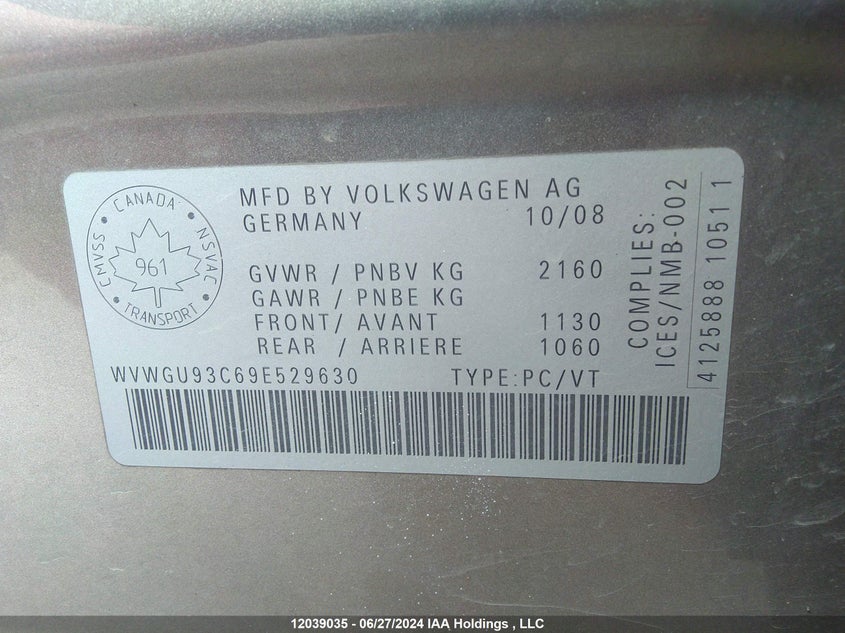 CANADA
CMVSS
NSVAC
961
TRANSPORT
MFD BY VOLKSWAGEN AG
GERMANY 10/08
GVWR / PNBV KG 2160
GAWR / PNBE KG
FRONT/ AVANT 1130
REAR / ARRIERE 1060
WVWGU93C69E529630 TYPE:PC/VT
COMPLIES:
ICES/NMB-002
4125888 1051 1
12039035 - 06/27/2024 IAA Holdings , LLC